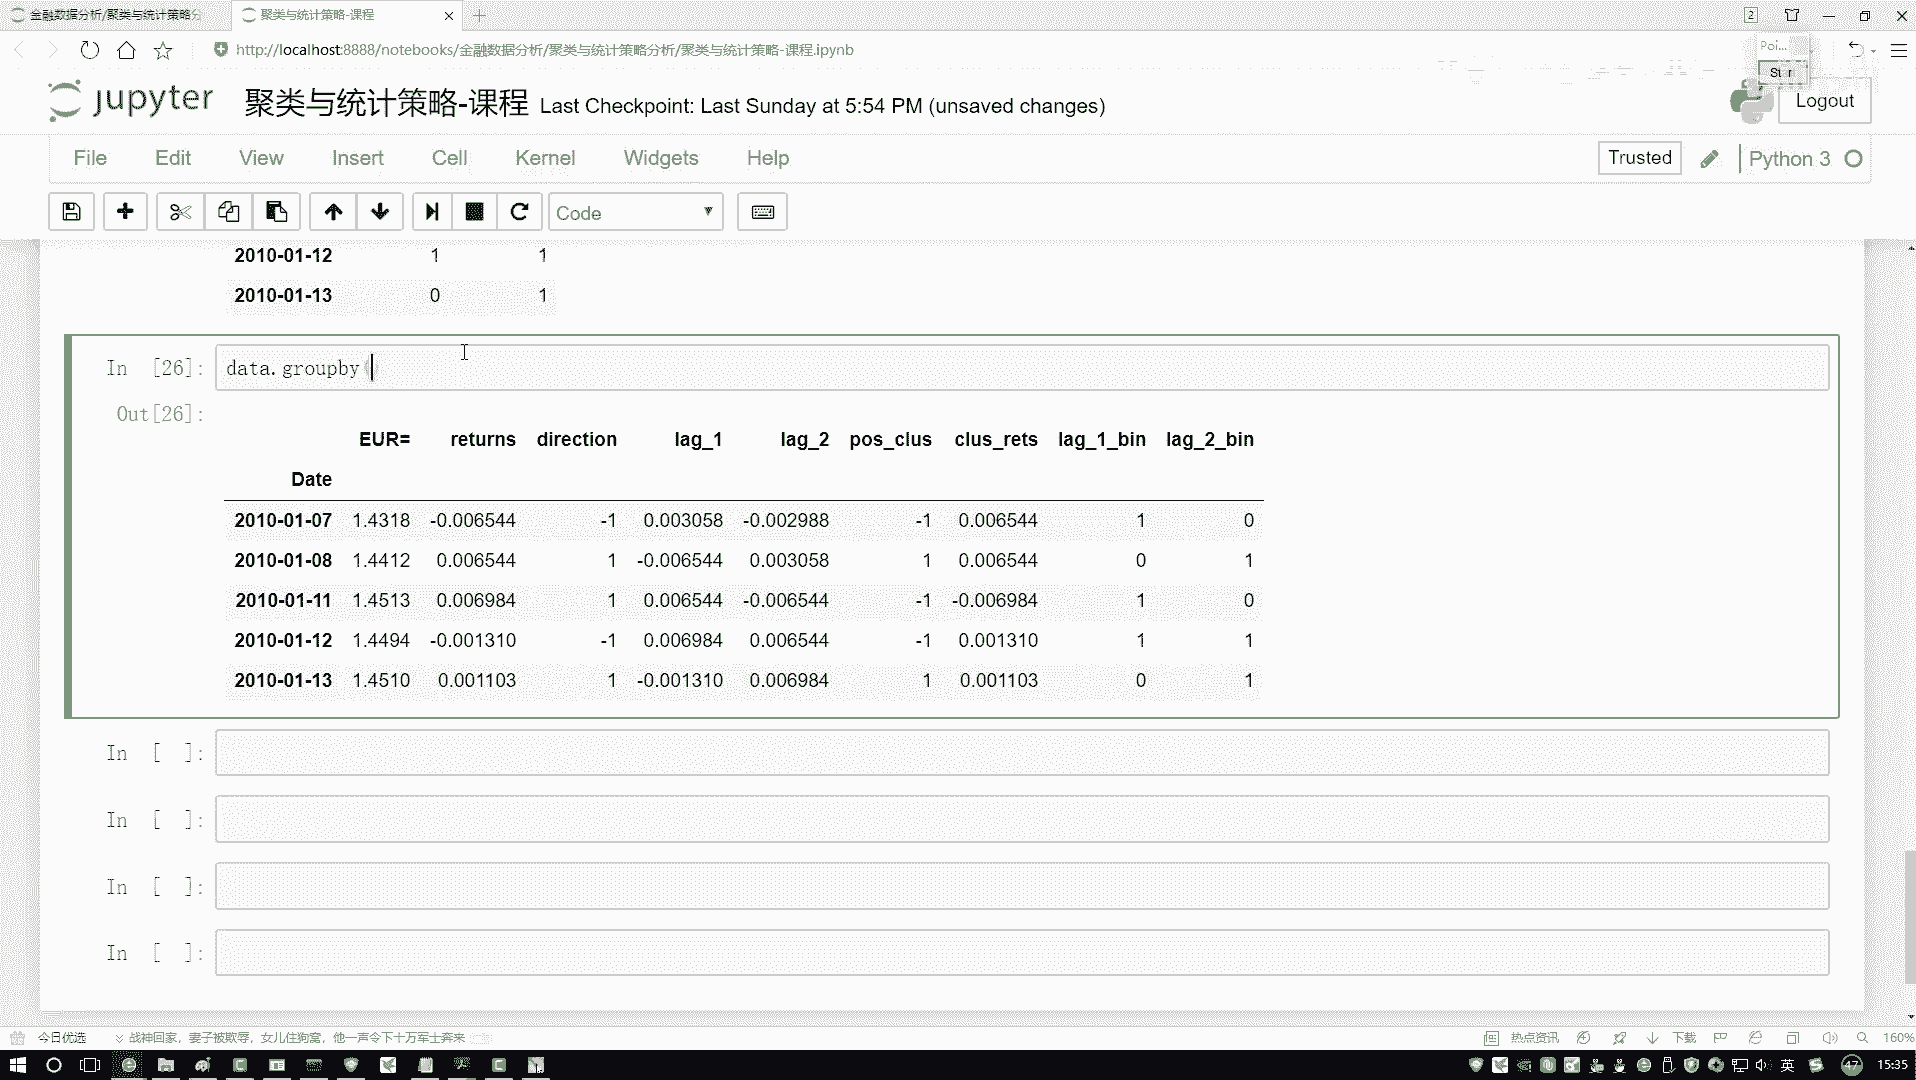 金融数据分析/聚类与统计策略分
聚类与统计策略-课程
2
http://localhost:8888/notebooks/金融数据分析/聚类与统计策略分析/聚类与统计策略-课程.ipynb
Poi...
jupyter 聚类与统计策略-课程 Last Checkpoint: Last Sunday at 5:54 PM (unsaved changes)
Logout
File Edit View Insert Cell Kernel Widgets Help
Trusted
Python 3
Code
2010-01-12 1 1
2010-01-13 0 1
In [26]: data.groupby(
Out[26]:
EUR= returns direction lag_1 lag_2 pos_clus clus_rets lag_1_bin lag_2_bin
Date
2010-01-07 1.4318 -0.006544 -1 0.003058 -0.002988 -1 0.006544 1 0
2010-01-08 1.4412 0.006544 1 -0.006544 0.003058 1 0.006544 0 1
2010-01-11 1.4513 0.006984 1 0.006544 -0.006544 -1 -0.006984 1 0
2010-01-12 1.4494 -0.001310 -1 0.006984 0.006544 -1 0.001310 1 1
2010-01-13 1.4510 0.001103 1 -0.001310 0.006984 1 0.001103 0 1
In [ ]:
In [ ]:
In [ ]:
In [ ]:
今日优选 战神回家，妻子被欺辱，女儿住狗窝，他一声令下十万军士奔来
热点资讯 下载 160%
英 47 15:35